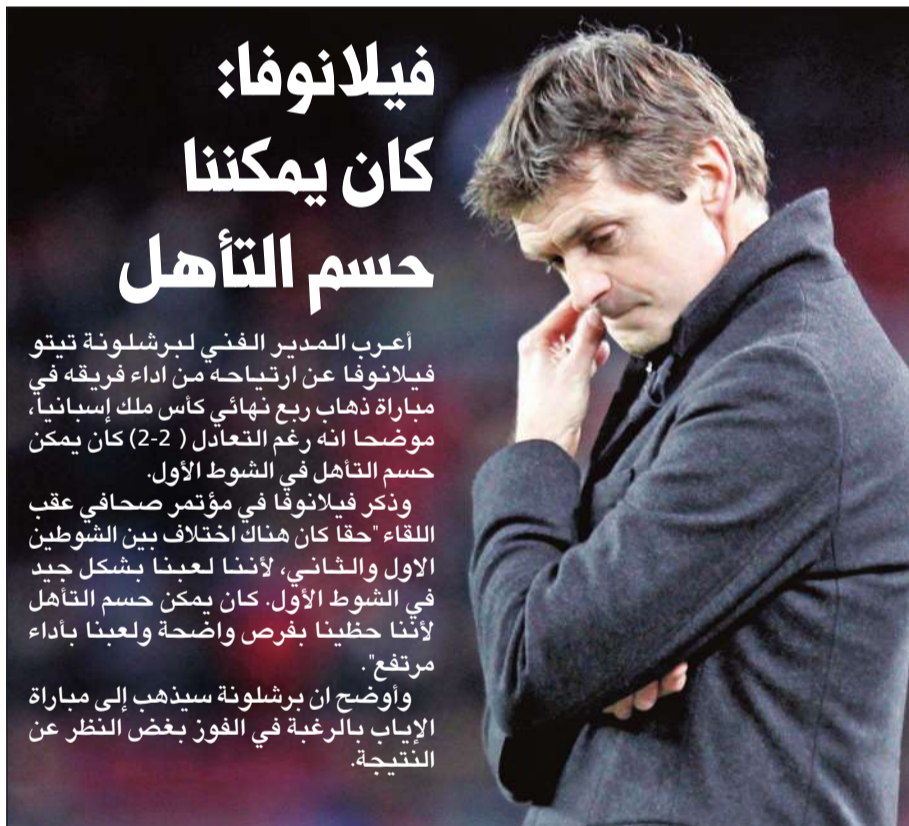 فيلانوفا:
كان يمكننا
حسم التأهل
أعرب المدير الفني لبرشلونة تيتو
فيلانوفا عن ارتياحه من اداء فريقه في
مباراة ذهاب ربع نهائي كأس ملك إسبانيا،
موضحا انه رغم التعادل ( 2-2) كان يمكن
حسم التأهل في الشوط الأول.
وذكر فيلانوفا في مؤتمر صحافي عقب
اللقاء "حقا كان هناك اختلاف بين الشوطين
الاول والثاني، لأننا لعبنا بشكل جيد
في الشوط الأول. كان يمكن حسم التأهل
لأننا حظينا بفرص واضحة ولعبنا بأداء
مرتفع".
وأوضح ان برشلونة سيذهب إلى مباراة
الإياب بالرغبة في الفوز بغض النظر عن
النتيجة.